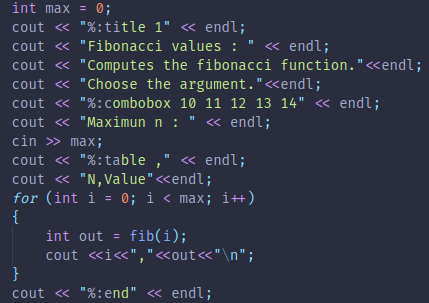 int max = 0;
cout << "%:title 1" << endl;
cout << "Fibonacci values : " << endl;
cout << "Computes the fibonacci function."<<endl;
cout << "Choose the argument."<<endl;
cout << "%:combobox 10 11 12 13 14" << endl;
cout << "Maximun n : " << endl;
cin >> max;
cout << "%:table ," << endl;
cout << "N,Value"<<endl;
for (int i = 0; i < max; i++)
{
    int out = fib(i);
    cout <<i<<","<<out<<"\n";
}
cout << "%:end" << endl;